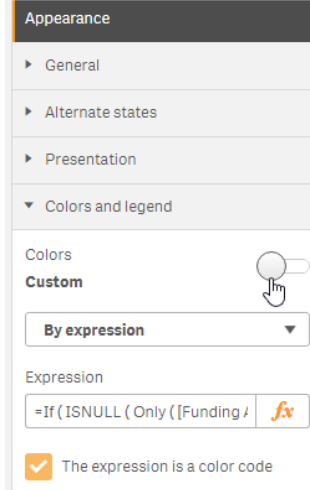 Appearance
General
Alternate states
Presentation
Colors and legend
Colors
Custom
By expression
Expression
=If ( ISNULL ( Only ( [Funding
fx
The expression is a color code